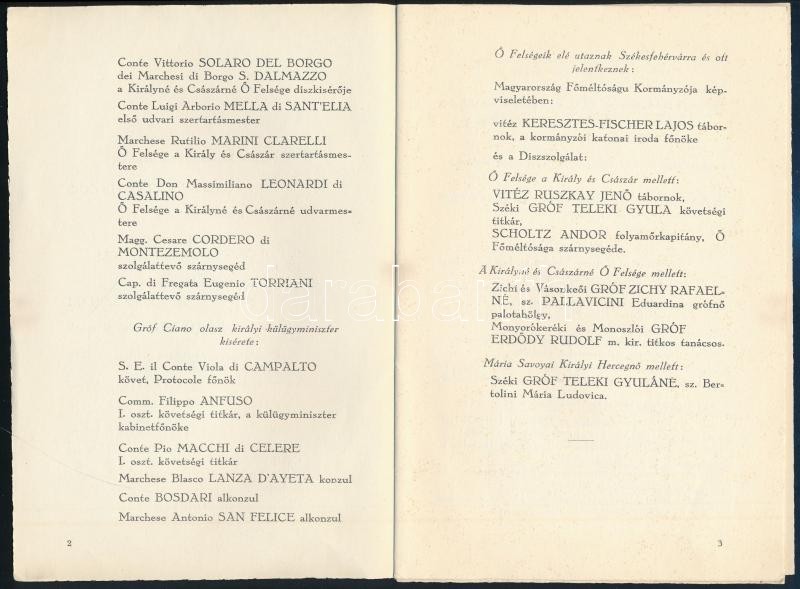 Conte Vittorio SOLARO DEL BORGO
dei Marchesi di Borgo S. DALMAZZO
a Királyné és Császárné Ő Felsége diszkisérője
Conte Luigi Arborio MELLA di SANT'ELIA
első udvari szertartásmester
Marchese Rutilio MARINI CLARELLI
Ő Felsége a Király és Császár szertartásmes-
tere
Conte Don Massimiliano LEONARDI di
CASALINO
Ő Felsége a Királyné és Császárné udvarmes-
tere
Magg. Cesare CORDERO di
MONTEZEMOLO
szolgálattevő szárnysegéd
Cap. di Fregata Eugenio TORRIANI
szolgálattevő szárnysegéd
Gróf Ciano olasz királyi külügyminiszter
kisérete:
S. E. il Conte Viola di CAMPALTO
követ, Protocole főnök
Comm. Filippo ANFUSO
I. oszt. követségi titkár, a külügyminiszter
kabinetfőnöke
Conte Pio MACCHI di CELERE
I. oszt. követségi titkár
Marchese Blasco LANZA D'AYETA konzul
Conte BOSDARI alkonzul
Marchese Antonio SAN FELICE alkonzul
2
Ő Felségeik elé utaznak Székesfehérvárra és ott
jelentkeznek:
Magyarország Főméltóságu Kormányzója kép-
viseletében:
vitéz KERESZTES-FISCHER LAJOS tábor-
nok, a kormányzói katonai iroda főnöke
és a Diszszolgálat:
Ő Felsége a Király és Császár mellett:
VITÉZ RUSZKAY JENŐ tábornok,
Széki GRÓF TELEKI GYULA követségi
titkár,
SCHOLTZ ANDOR folyamőrkapitány, Ő
Főméltósága szárnysegéde.
A Királyné és Császárné Ő Felsége mellett:
Zichi és Vásonkeői GRÓF ZICHY RAFAEL-
NÉ, sz. PALLAVICINI Eduardina grófnő
palotahölgy,
Monyorókeréki és Monoszlói GRÓF
ERDŐDY RUDOLF m. kir. titkos tanácsos.
Mária Savoyai Királyi Hercegnő mellett:
Széki GRÓF TELEKI GYULÁNÉ, sz. Ber-
tolini Mária Ludovica.
3
darabanth